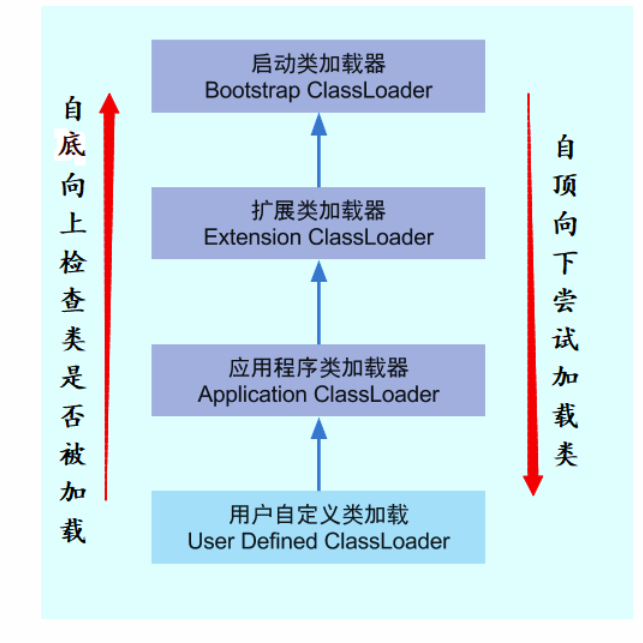 启动类加载器
Bootstrap ClassLoader
自底向上检查类是否被加载
扩展类加载器
Extension ClassLoader
自顶向下尝试加载类
应用程序类加载器
Application ClassLoader
用户自定义类加载
User Defined ClassLoader